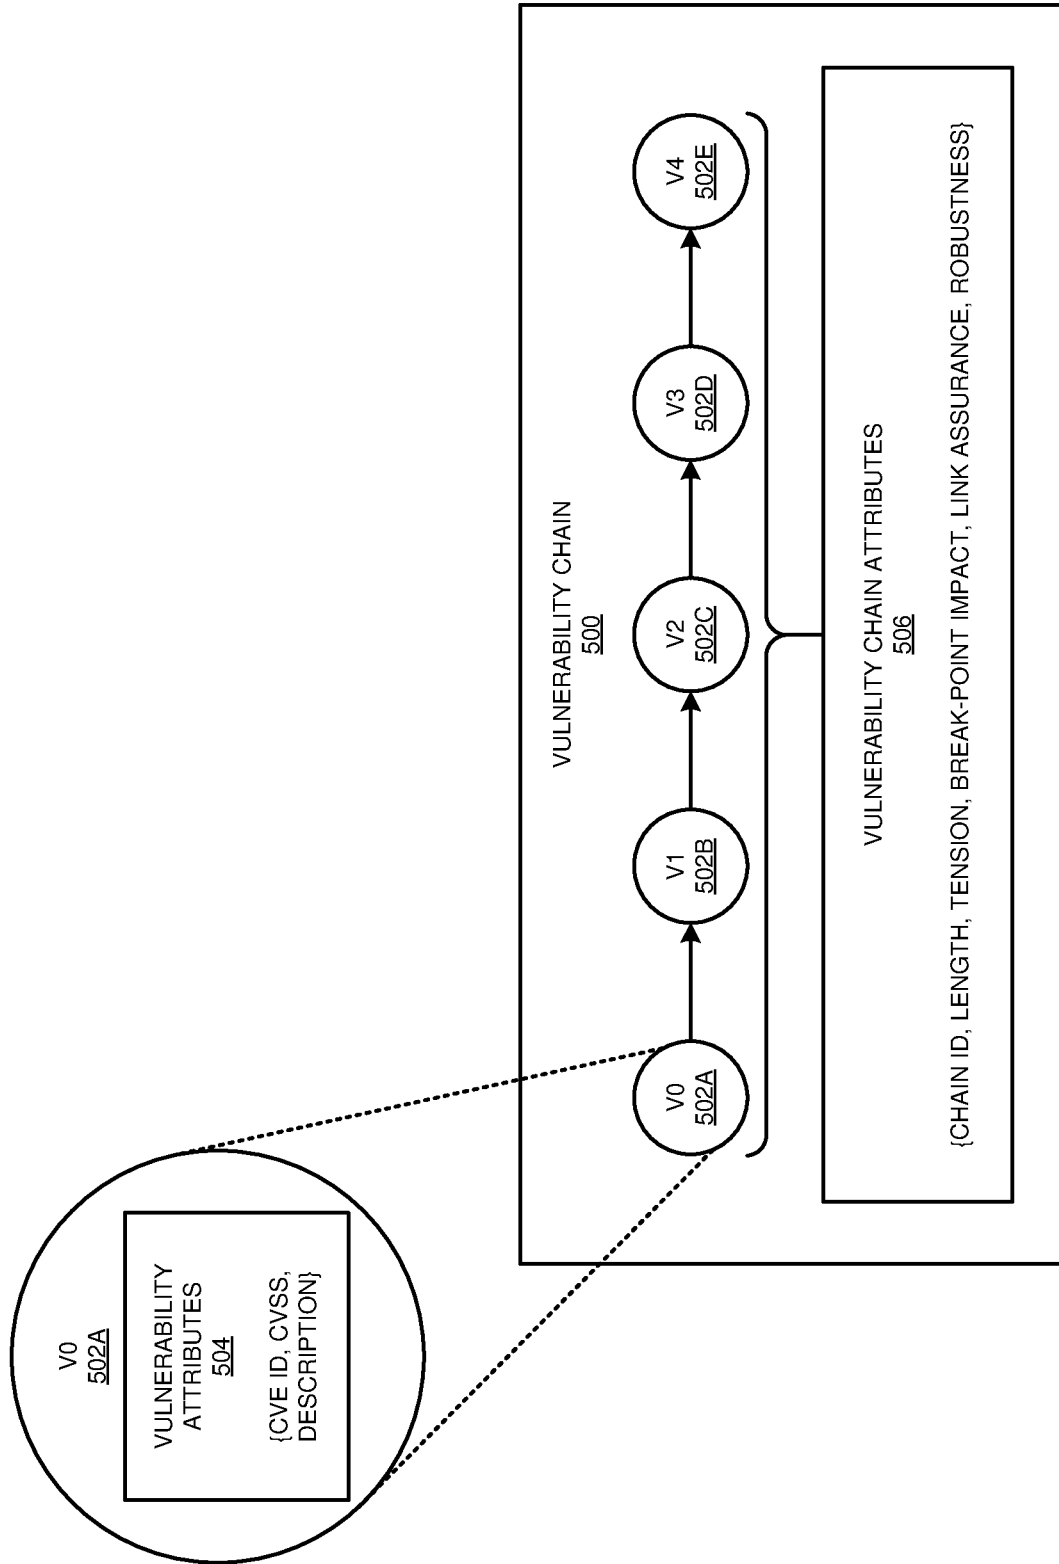 V0
502A
VULNERABILITY
ATTRIBUTES
504
{CVE ID, CVSS,
DESCRIPTION}
VULNERABILITY CHAIN
500
V0
502A
V1
502B
V2
502C
V3
502D
V4
502E
VULNERABILITY CHAIN ATTRIBUTES
506
{CHAIN ID, LENGTH, TENSION, BREAK-POINT IMPACT, LINK ASSURANCE, ROBUSTNESS}